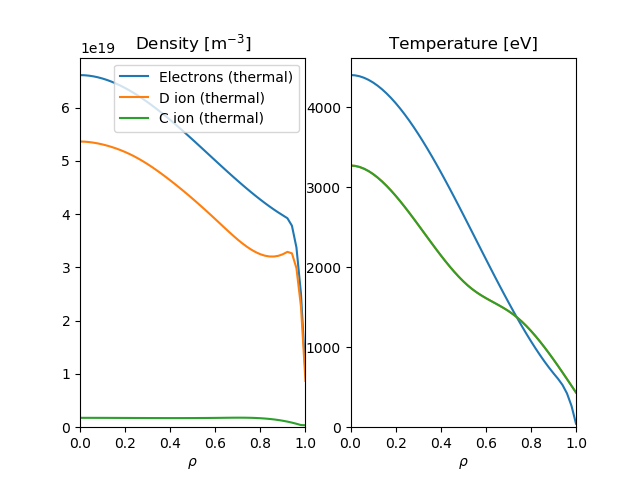 Density [m⁻³]
1e19
Electrons (thermal)
D ion (thermal)
C ion (thermal)
6
5
4
3
2
1
0
0.0 0.2 0.4 0.6 0.8 1.0
ρ
Temperature [eV]
4000
3000
2000
1000
0
0.0 0.2 0.4 0.6 0.8 1.0
ρ